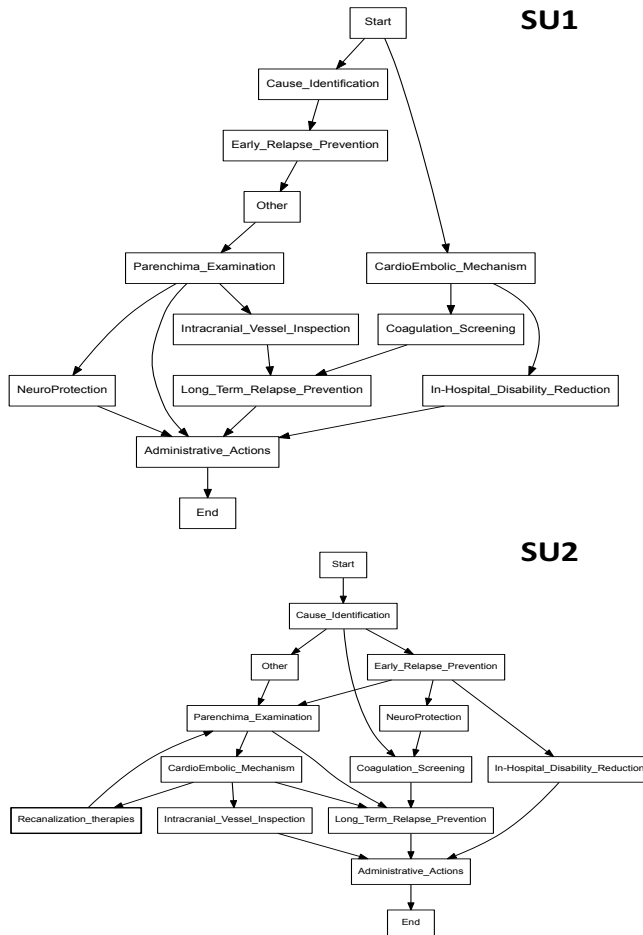 SU1
Start
Cause_Identification
Early_Relapse_Prevention
Other
Parenchima_Examination
CardioEmbolic_Mechanism
Intracranial_Vessel_Inspection
Coagulation_Screening
NeuroProtection
Long_Term_Relapse_Prevention
In-Hospital_Disability_Reduction
Administrative_Actions
End
SU2
Start
Cause_Identification
Other
Early_Relapse_Prevention
Parenchima_Examination
NeuroProtection
CardioEmbolic_Mechanism
Coagulation_Screening
In-Hospital_Disability_Reduction
Recanalization_therapies
Intracranial_Vessel_Inspection
Long_Term_Relapse_Prevention
Administrative_Actions
End